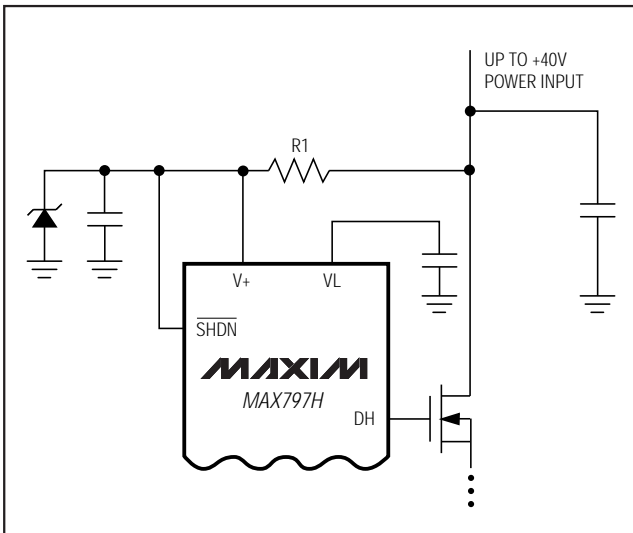 UP TO +40V
POWER INPUT
R1
V+
VL
SHDN
MAXIM
MAX797H
DH